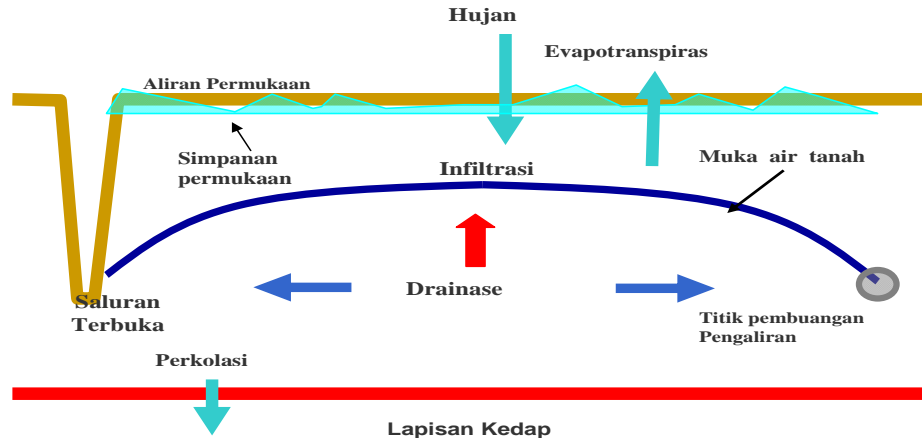 Hujan
Evapotranspiras
Aliran Permukaan
Simpanan
permukaan
Infiltrasi
Muka air tanah
Drainase
Saluran
Terbuka
Titik pembuangan
Pengaliran
Perkolasi
Lapisan Kedap